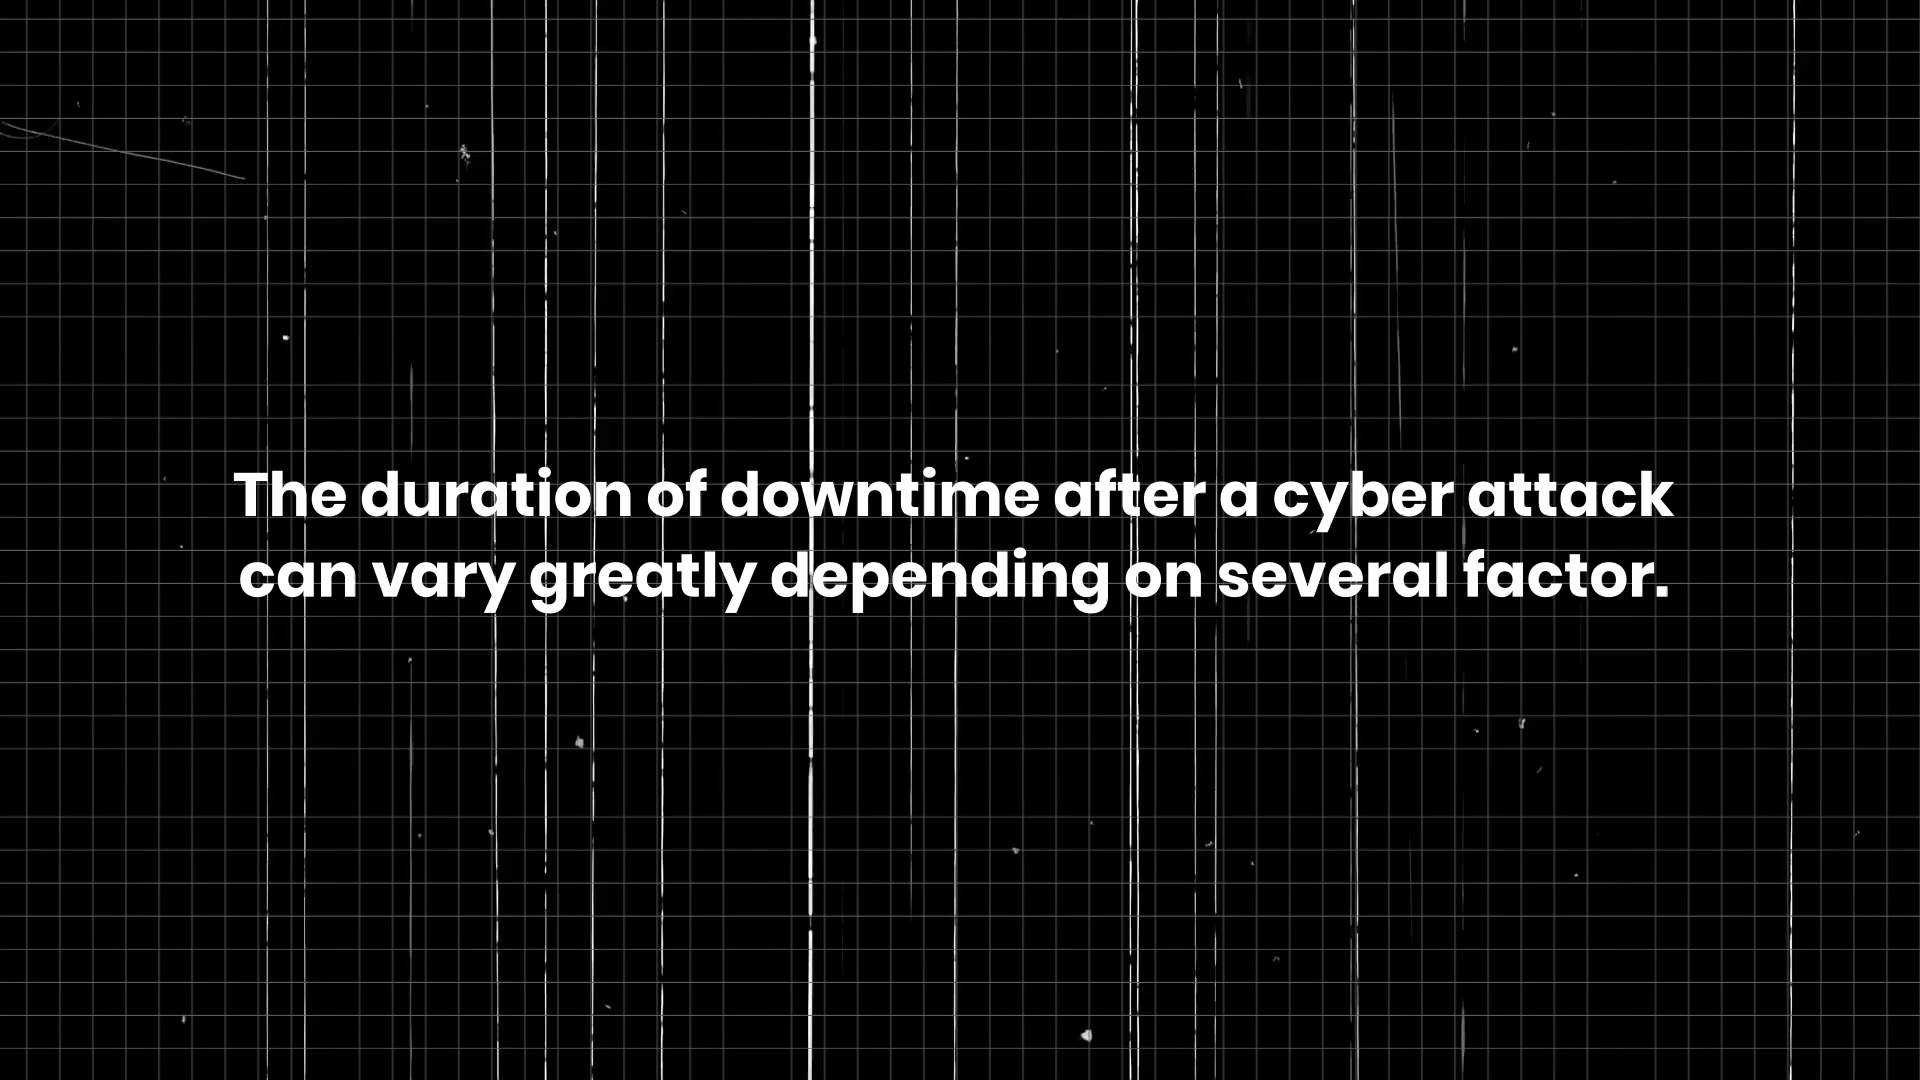 The duration of downtime after a cyber attack
can vary greatly depending on several factor.